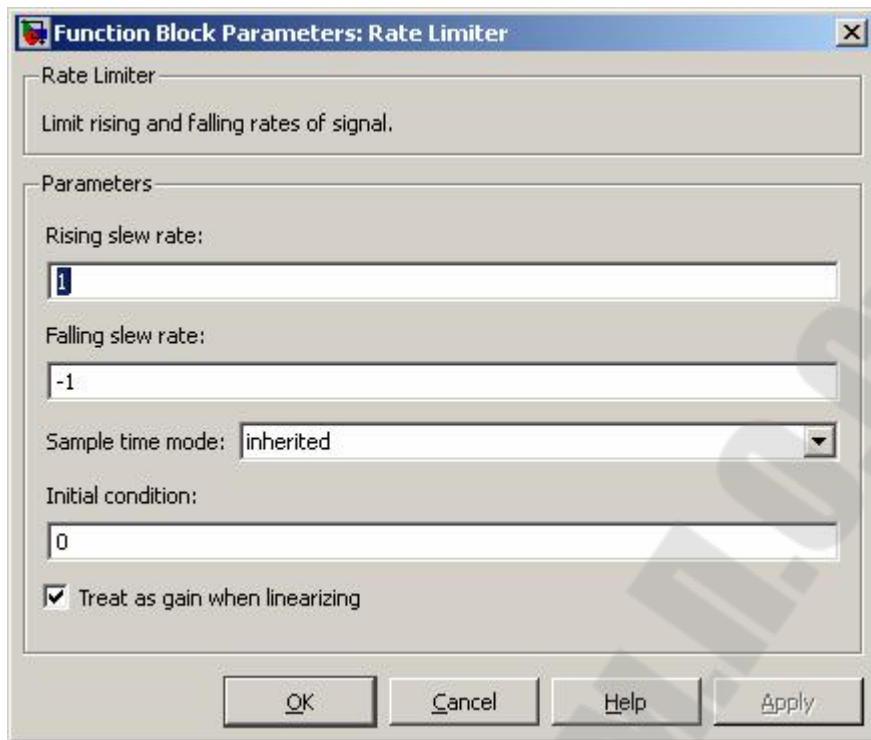 Function Block Parameters: Rate Limiter
Rate Limiter
Limit rising and falling rates of signal.
Parameters
Rising slew rate:
1
Falling slew rate:
-1
Sample time mode: inherited
Initial condition:
0
Treat as gain when linearizing
OK Cancel Help Apply